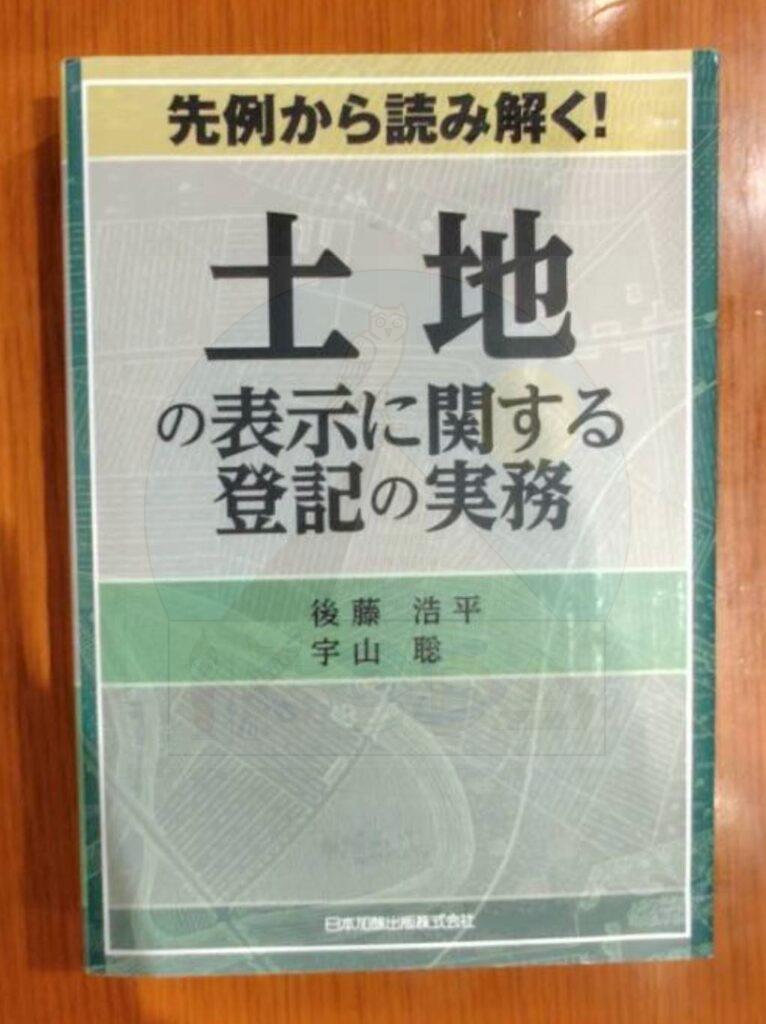 先例から読み解く!
土地
の表示に関する
登記の実務
後藤 浩平
宇山 聡
日本加除出版株式会社